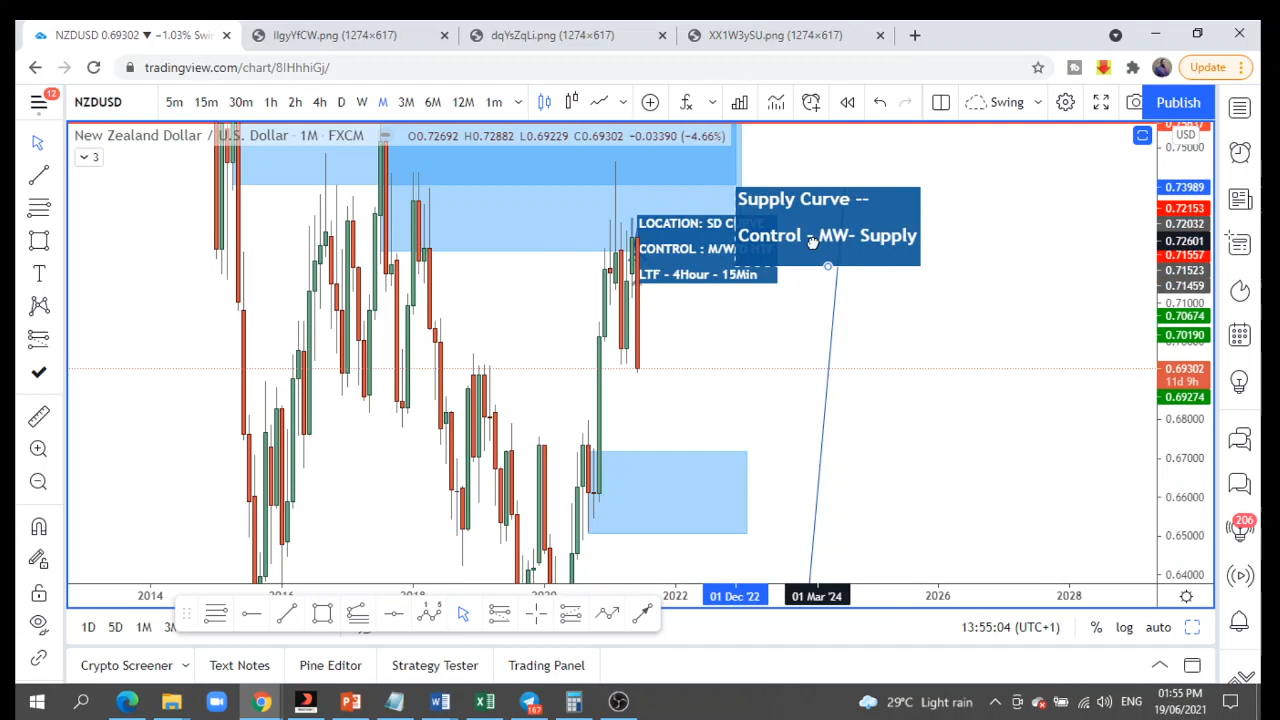 NZDUSD 0.69302 ▼ −1.03% Swi
IlgyYfCW.png (1274×617)
dqYsZqLi.png (1274×617)
XX1W3ySU.png (1274×617)
tradingview.com/chart/8IHhhiGj/
Update
12
NZDUSD
5m 15m 30m 1h 2h 4h D W M 3M 6M 12M 1m
Swing
Publish
New Zealand Dollar / U.S. Dollar · 1M · FXCM
O0.72697 H0.72882 L0.69229 C0.69302 −0.03390 (−4.66%)
3
USD
0.75000
0.73989
0.72153
0.72032
0.72601
0.71557
0.71523
0.71459
0.71000
0.70674
0.70190
0.69302
11d 9h
0.69274
0.68000
0.67000
0.66000
0.65000
0.64000
Supply Curve --
Control - MW- Supply
LOCATION: SD
CONTROL : M/W
LTF - 4Hour - 15Min
2014 2016 2018 2020 2022 01 Dec '22 01 Mar '24 2026 2028
206
1D 5D 1M
13:55:04 (UTC+1)
% log auto
Crypto Screener
Text Notes
Pine Editor
Strategy Tester
Trading Panel
167
29°C Light rain
ENG
01:55 PM
19/06/2021